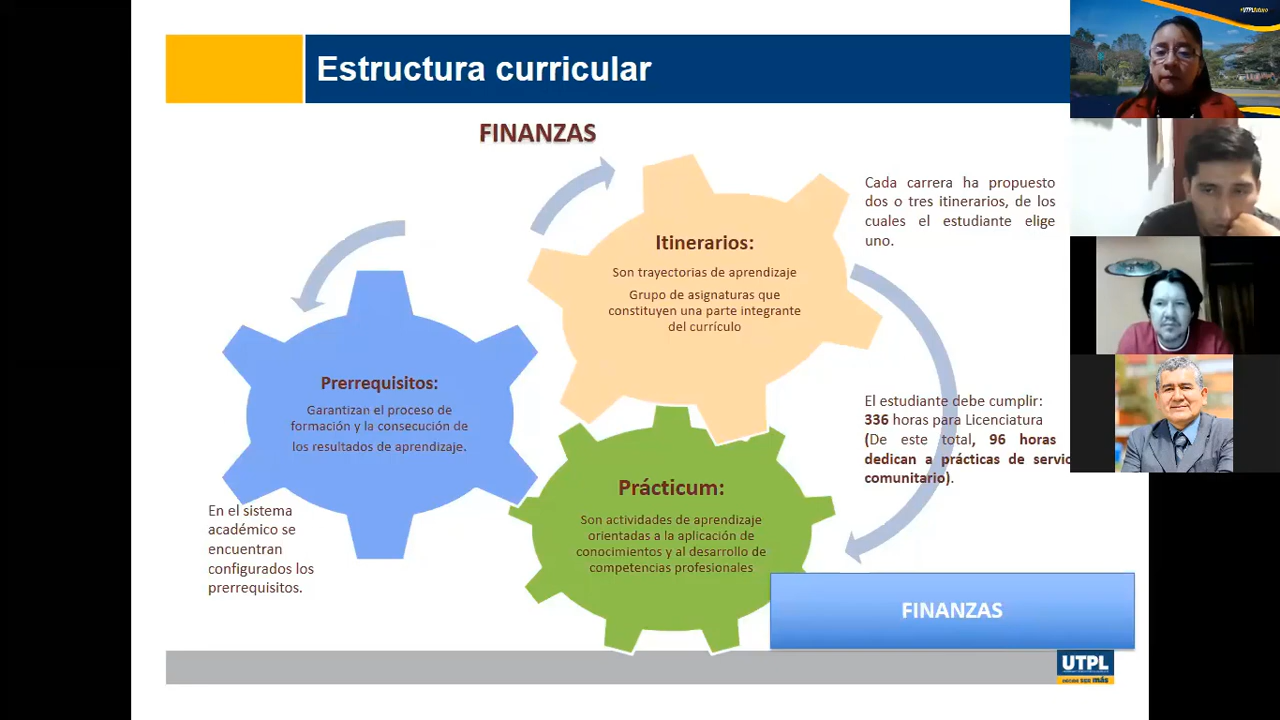 Estructura curricular
FINANZAS
Cada carrera ha propuesto
dos o tres itinerarios, de los
cuales el estudiante elige
uno.
Itinerarios:
Son trayectorias de aprendizaje
Grupo de asignaturas que
constituyen una parte integrante
del currículo
Prerrequisitos:
Garantizan el proceso de
formación y la consecución de
los resultados de aprendizaje.
En el sistema
académico se
encuentran
configurados los
prerrequisitos.
El estudiante debe cumplir:
336 horas para Licenciatura
(De este total, 96 horas
dedican a prácticas de servic
comunitario).
Prácticum:
Son actividades de aprendizaje
orientadas a la aplicación de
conocimientos y al desarrollo de
competencias profesionales
FINANZAS
UTPL